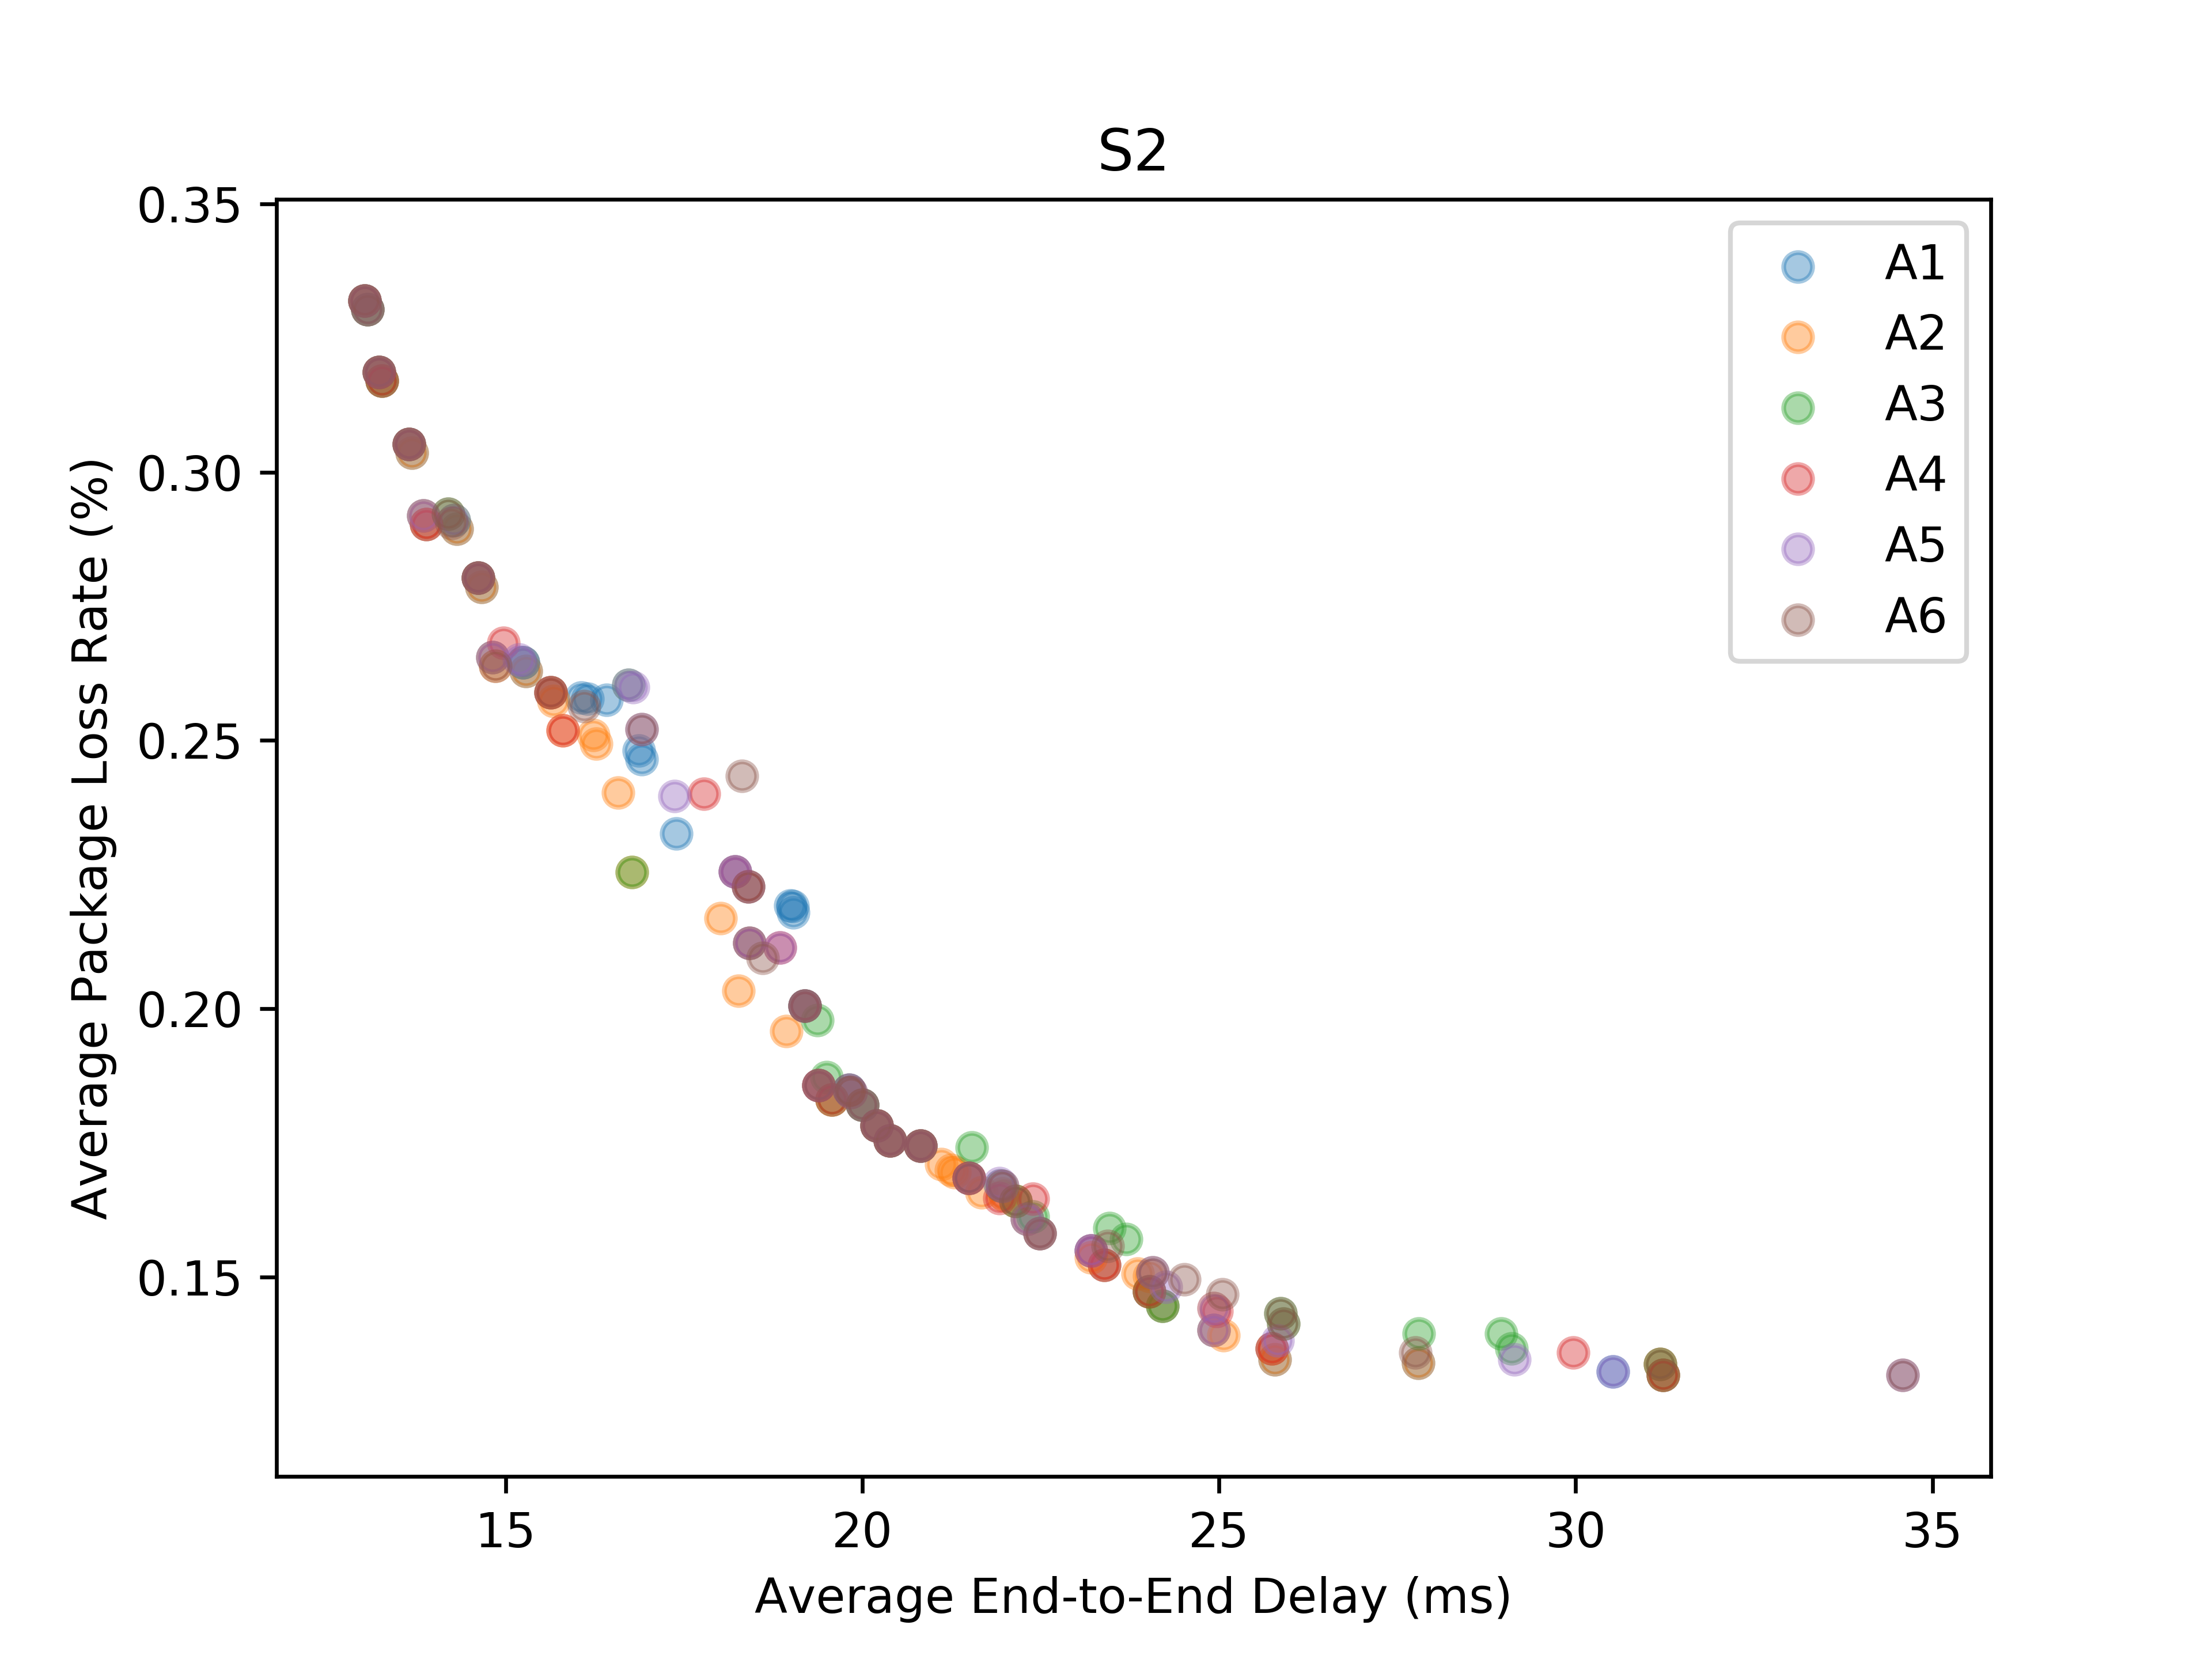 S2
0.35
0.30
0.25
0.20
0.15
Average Package Loss Rate (%)
A1
A2
A3
A4
A5
A6
15 20 25 30 35
Average End-to-End Delay (ms)